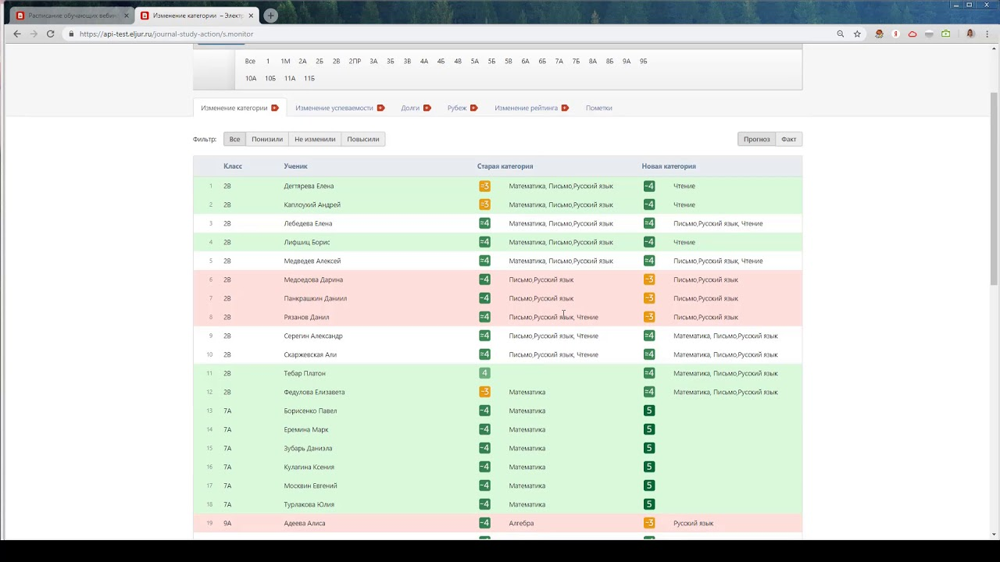 Расписание обучающих вебин
Изменение категории – Электр
https://api-test.eljur.ru/journal-study-action/s.monitor
Все 1 1М 2А 2Б 2В 2ПР 3А 3Б 3В 4А 4Б 4В 5А 5Б 5В 6А 6Б 7А 7Б 8А 8Б 9А 9Б
10А 10Б 11А 11Б
Изменение категории Изменение успеваемости Долги Рубеж Изменение рейтинга Пометки
Фильтр: Все Понизили Не изменили Повысили Прогноз Факт
Класс Ученик Старая категория Новая категория
1 2В Дегтярева Елена ≈3 Математика, Письмо,Русский язык ~4 Чтение
2 2В Каплоухий Андрей ≈3 Математика, Письмо,Русский язык ~4 Чтение
3 2В Лебедева Елена ≈4 Математика, Письмо,Русский язык ≈4 Письмо,Русский язык, Чтение
4 2В Лифшиц Борис ≈4 Математика, Письмо,Русский язык ~4 Чтение
5 2В Медведев Алексей ≈4 Математика, Письмо,Русский язык ≈4 Письмо,Русский язык, Чтение
6 2В Медоедова Дарина ~4 Письмо,Русский язык ~3 Письмо,Русский язык
7 2В Панкрашкин Даниил ~4 Письмо,Русский язык ~3 Письмо,Русский язык
8 2В Рязанов Данил ≈4 Письмо,Русский язык, Чтение ~3 Письмо,Русский язык
9 2В Серегин Александр ≈4 Письмо,Русский язык, Чтение ≈4 Математика, Письмо,Русский язык
10 2В Скаржевская Али ≈4 Письмо,Русский язык, Чтение ≈4 Математика, Письмо,Русский язык
11 2В Тебар Платон 4 ≈4 Математика, Письмо,Русский язык
12 2В Федулова Елизавета ~3 Математика ≈4 Математика, Письмо,Русский язык
13 7А Борисенко Павел ~4 Математика 5
14 7А Еремина Марк ~4 Математика 5
15 7А Зубарь Даниэла ~4 Математика 5
16 7А Кулагина Ксения ~4 Математика 5
17 7А Москвин Евгений ~4 Математика 5
18 7А Турлакова Юлия ~4 Математика 5
19 9А Адеева Алиса ~4 Алгебра ~3 Русский язык